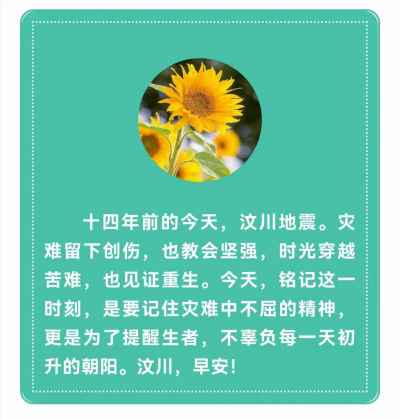 十四年前的今天，汶川地震。灾
难留下创伤，也教会坚强，时光穿越
苦难，也见证重生。今天，铭记这一
时刻，是要记住灾难中不屈的精神，
更是为了提醒生者，不辜负每一天初
升的朝阳。汶川，早安！